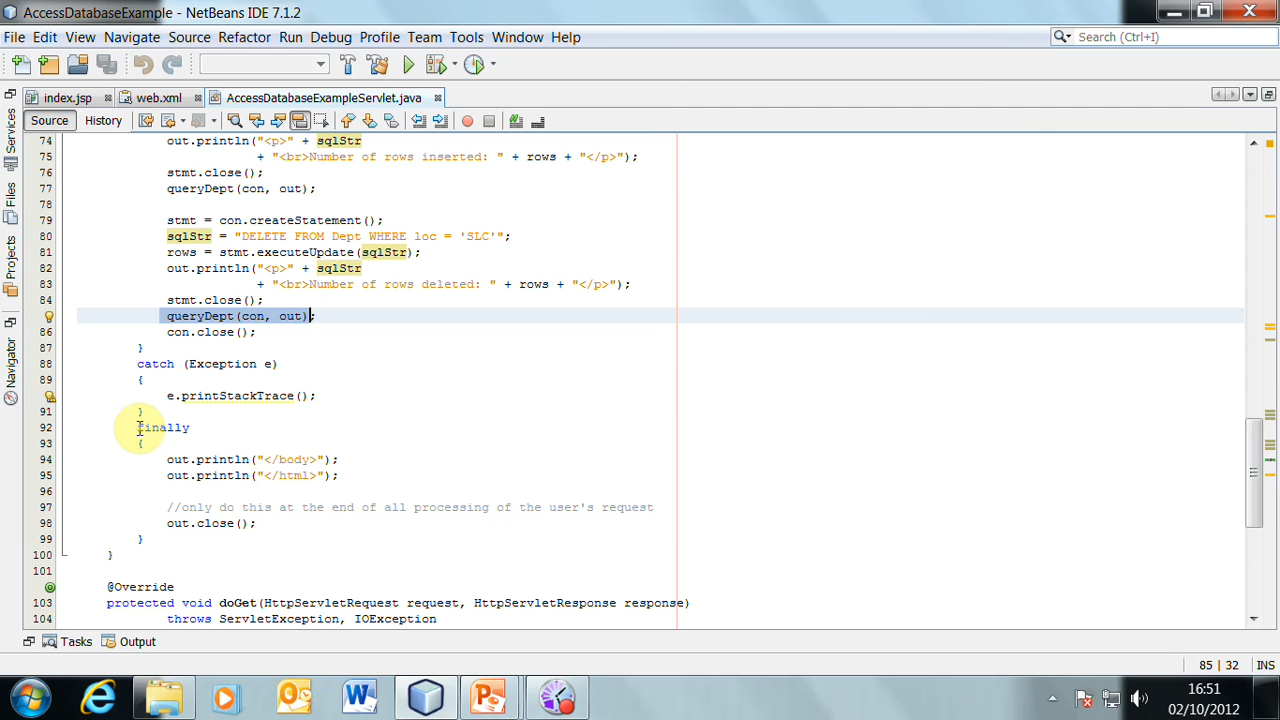 AccessDatabaseExample - NetBeans IDE 7.1.2
File Edit View Navigate Source Refactor Run Debug Profile Team Tools Window Help
Search (Ctrl+I)
index.jsp web.xml AccessDatabaseExampleServlet.java
Source History
Services
Files
Projects
Navigator
74 out.println("<p>" + sqlStr
75 + "<br>Number of rows inserted: " + rows + "</p>");
76 stmt.close();
77 queryDept(con, out);
78
79 stmt = con.createStatement();
80 sqlStr = "DELETE FROM Dept WHERE loc = 'SLC'";
81 rows = stmt.executeUpdate(sqlStr);
82 out.println("<p>" + sqlStr
83 + "<br>Number of rows deleted: " + rows + "</p>");
84 stmt.close();
queryDept(con, out);
86 con.close();
87 }
88 catch (Exception e)
89 {
e.printStackTrace();
91 }
92 finally
93 {
94 out.println("</body>");
95 out.println("</html>");
96
97 //only do this at the end of all processing of the user's request
98 out.close();
99 }
100 }
101
@Override
103 protected void doGet(HttpServletRequest request, HttpServletResponse response)
104 throws ServletException, IOException
Tasks Output
85 | 32 INS
16:51
02/10/2012